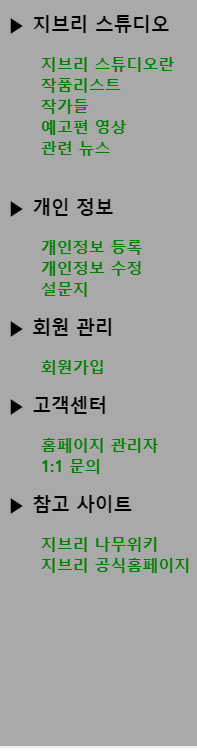 ▶ 지브리 스튜디오
지브리 스튜디오란
작품리스트
작가들
예고편 영상
관련 뉴스
▶ 개인 정보
개인정보 등록
개인정보 수정
설문지
▶ 회원 관리
회원가입
▶ 고객센터
홈페이지 관리자
1:1 문의
▶ 참고 사이트
지브리 나무위키
지브리 공식홈페이지